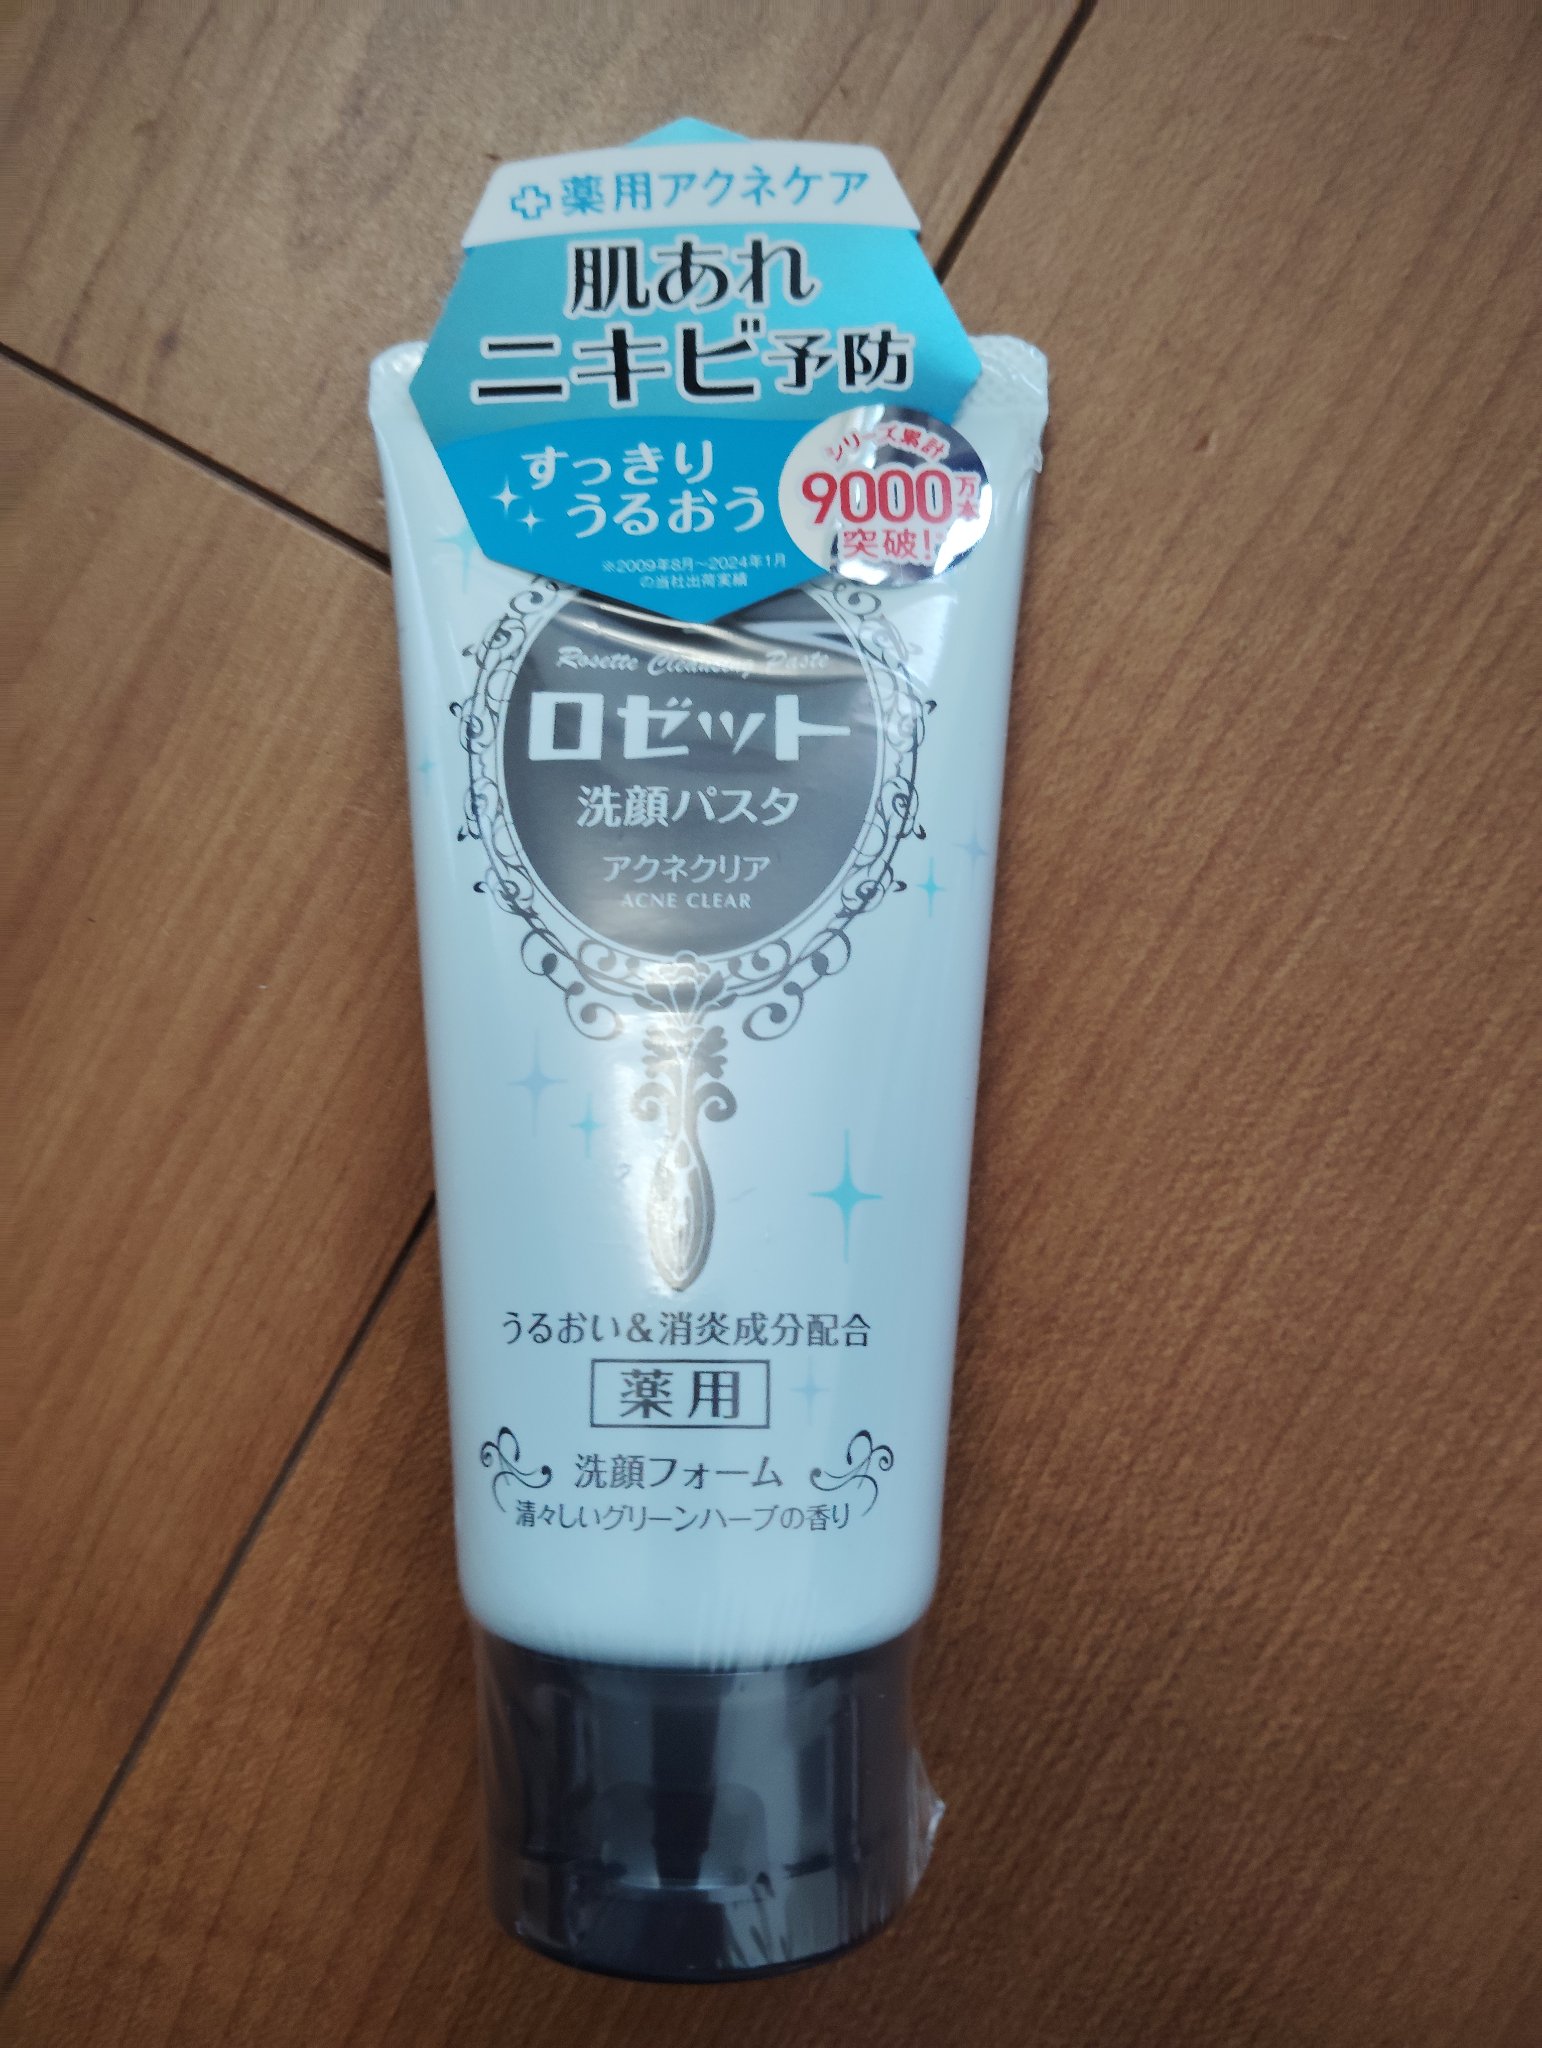 薬用アクネケア
肌あれ
ニキビ予防
すっきり
うるおう
シリーズ累計
9000万本
突破!
※2009年8月~2024年1月
の当社出荷実績
Rosette Cleansing Paste
ロゼット
洗顔パスタ
アクネクリア
ACNE CLEAR
うるおい&消炎成分配合
薬用
洗顔フォーム
清々しいグリーンハーブの香り